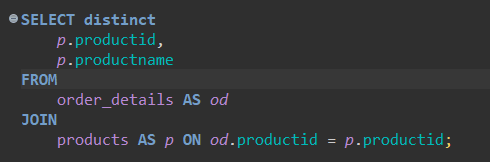 SELECT distinct
p.productid,
p.productname
FROM
order_details AS od
JOIN
products AS p ON od.productid = p.productid;